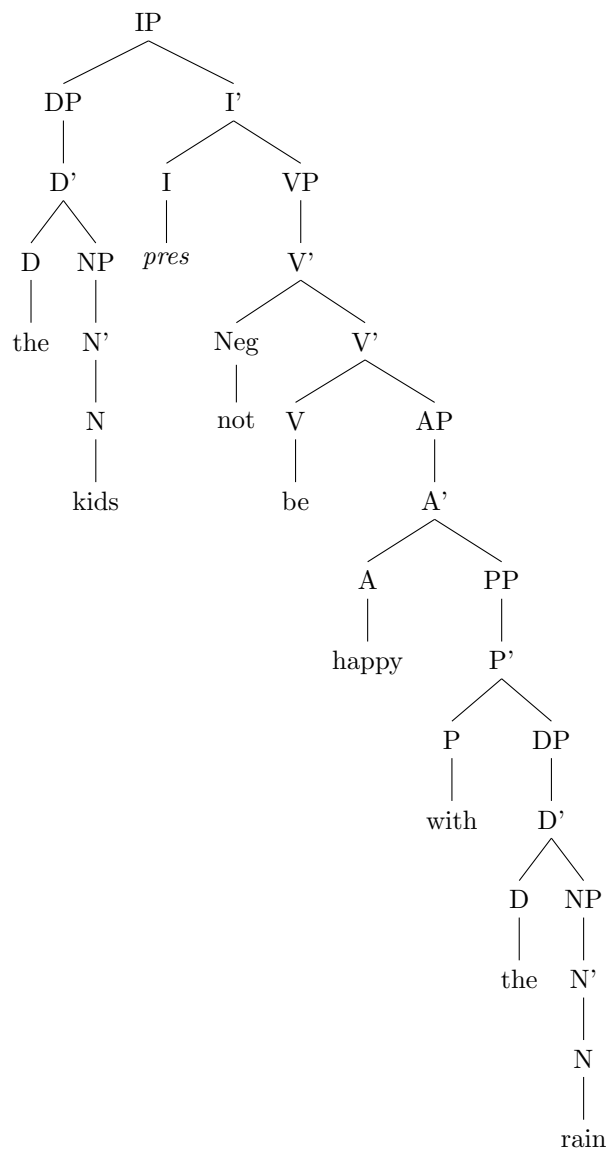 IP
DP I'
D' I VP
D NP pres V'
the N' Neg V'
N not V AP
kids be A'
A PP
happy P'
P DP
with D'
D NP
the N'
N
rain